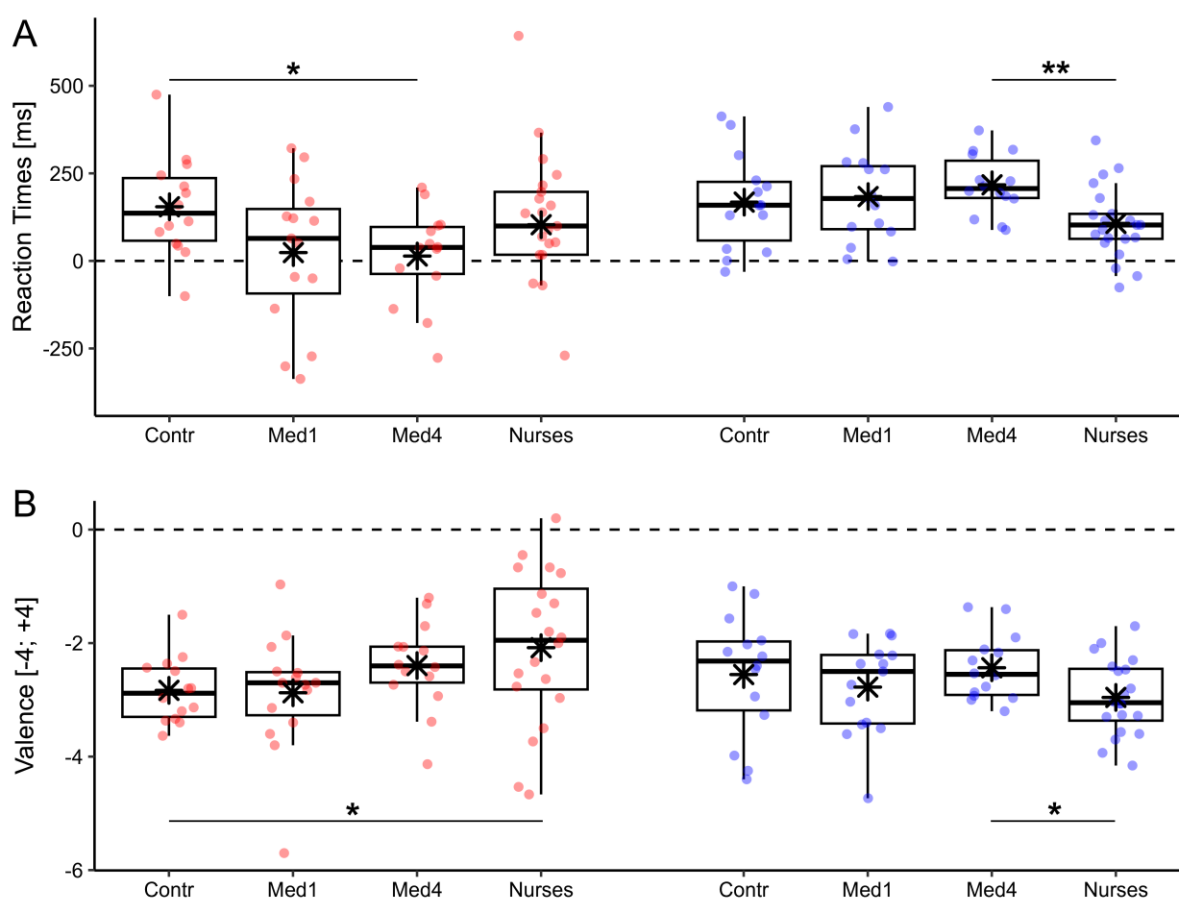 A
Reaction Times [ms]
500
250
0
-250
*
**
Contr Med1 Med4 Nurses Contr Med1 Med4 Nurses
B
Valence [-4; +4]
0
-2
-4
-6
*
*
Contr Med1 Med4 Nurses Contr Med1 Med4 Nurses